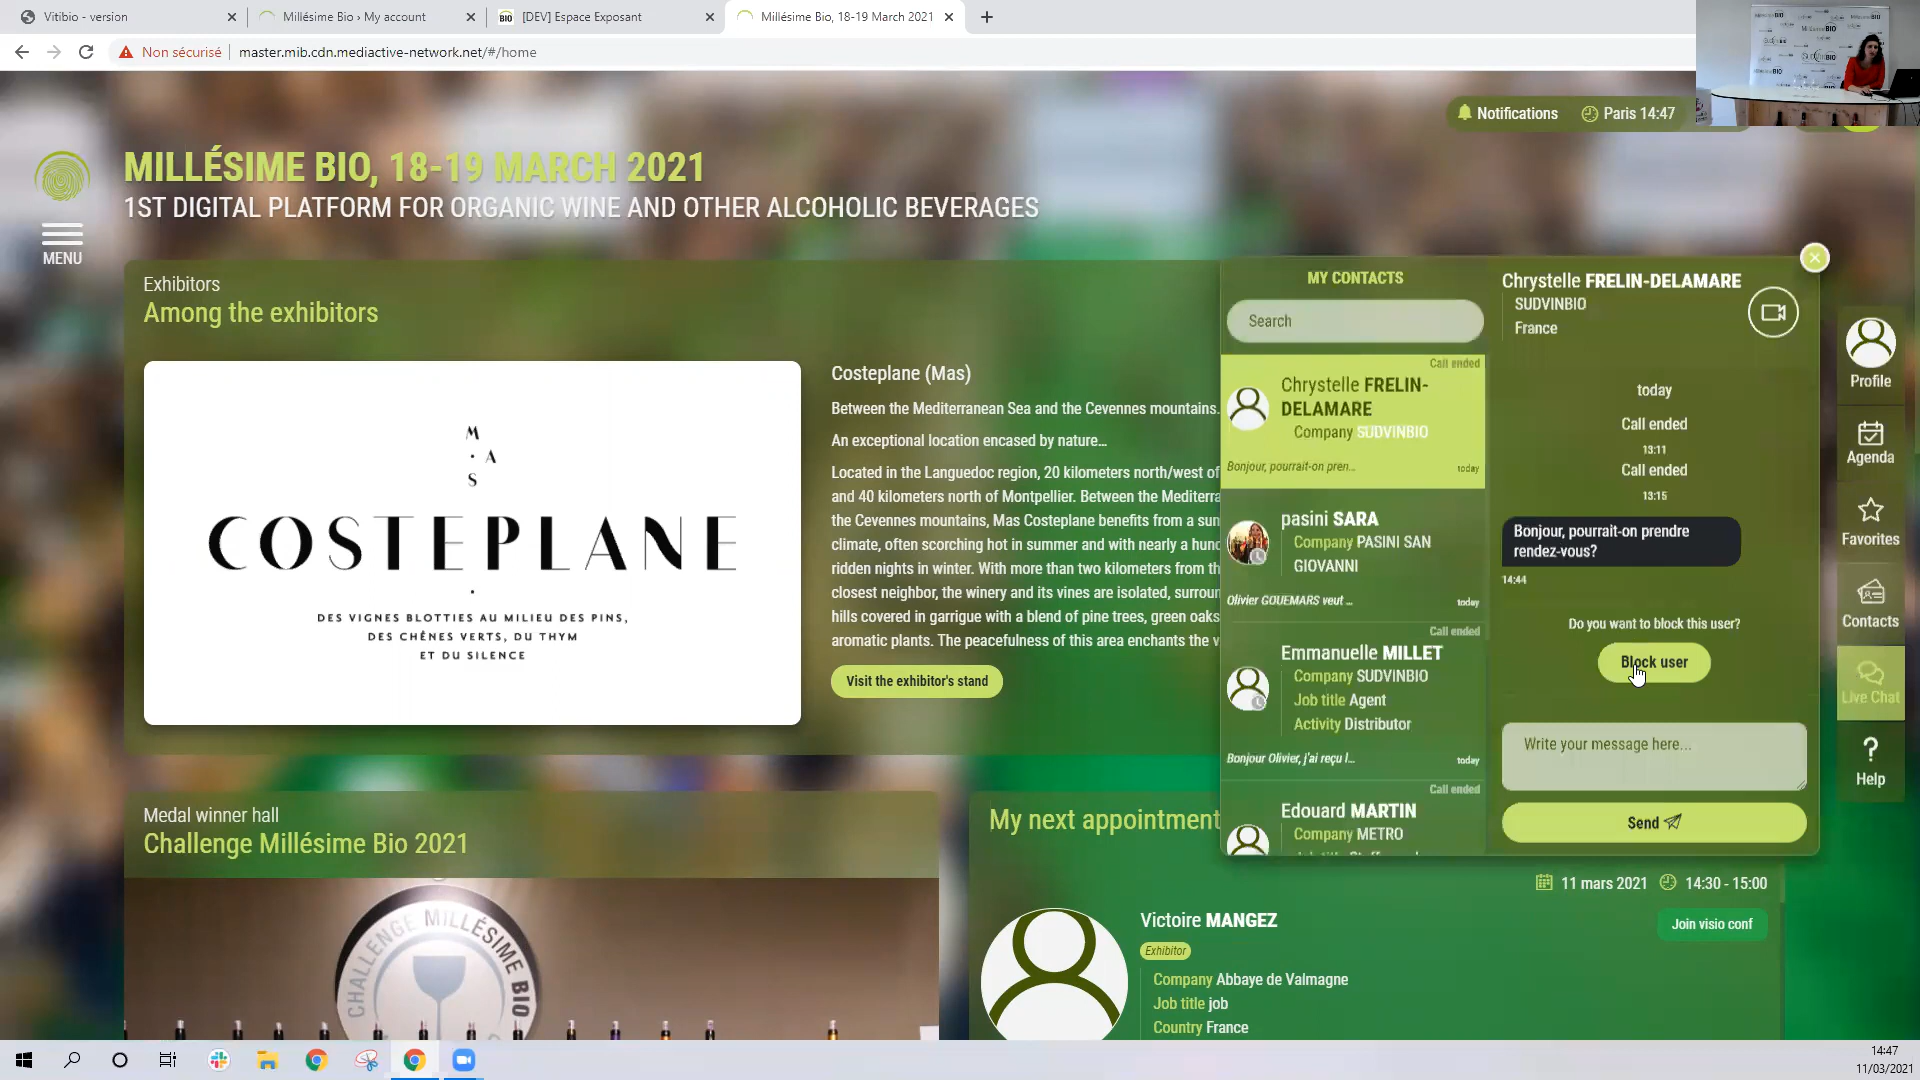 Vitibio - version
Millésime Bio › My account
BIO
[DEV] Espace Exposant
Millésime Bio, 18-19 March 2021
Non sécurisé
master.mib.cdn.mediactive-network.net/#/home
Notifications
Paris 14:47
MENU
MILLÉSIME BIO, 18-19 MARCH 2021
1ST DIGITAL PLATFORM FOR ORGANIC WINE AND OTHER ALCOHOLIC BEVERAGES
Exhibitors
Among the exhibitors
MAS
COSTEPLANE
DES VIGNES BLOTTIES AU MILIEU DES PINS,
DES CHÊNES VERTS, DU THYM
ET DU SILENCE
Costeplane (Mas)
Between the Mediterranean Sea and the Cevennes mountains.
An exceptional location encased by nature…
Located in the Languedoc region, 20 kilometers north/west of
and 40 kilometers north of Montpellier. Between the Mediterra
the Cevennes mountains, Mas Costeplane benefits from a sun
climate, often scorching hot in summer and with nearly a hund
ridden nights in winter. With more than two kilometers from th
closest neighbor, the winery and its vines are isolated, surroun
hills covered in garrigue with a blend of pine trees, green oaks
aromatic plants. The peacefulness of this area enchants the v
Visit the exhibitor's stand
MY CONTACTS
Search
Call ended
Chrystelle FRELIN-
DELAMARE
Company SUDVINBIO
Bonjour, pourrait-on pren...
today
pasini SARA
Company PASINI SAN
GIOVANNI
Olivier GOUEMARS veut ...
today
Call ended
Emmanuelle MILLET
Company SUDVINBIO
Job title Agent
Activity Distributor
Bonjour Olivier, j'ai reçu l...
today
Call ended
Edouard MARTIN
Company METRO
Chrystelle FRELIN-DELAMARE
SUDVINBIO
France
today
Call ended
13:11
Call ended
13:15
Bonjour, pourrait-on prendre
rendez-vous?
14:44
Do you want to block this user?
Block user
Write your message here...
Send
Profile
Agenda
Favorites
Contacts
Live Chat
Help
Medal winner hall
Challenge Millésime Bio 2021
CHALLENGE MILLÉSIME BIO
My next appointment
11 mars 2021
14:30 - 15:00
Victoire MANGEZ
Exhibitor
Company Abbaye de Valmagne
Job title job
Country France
Join visio conf
14:47
11/03/2021